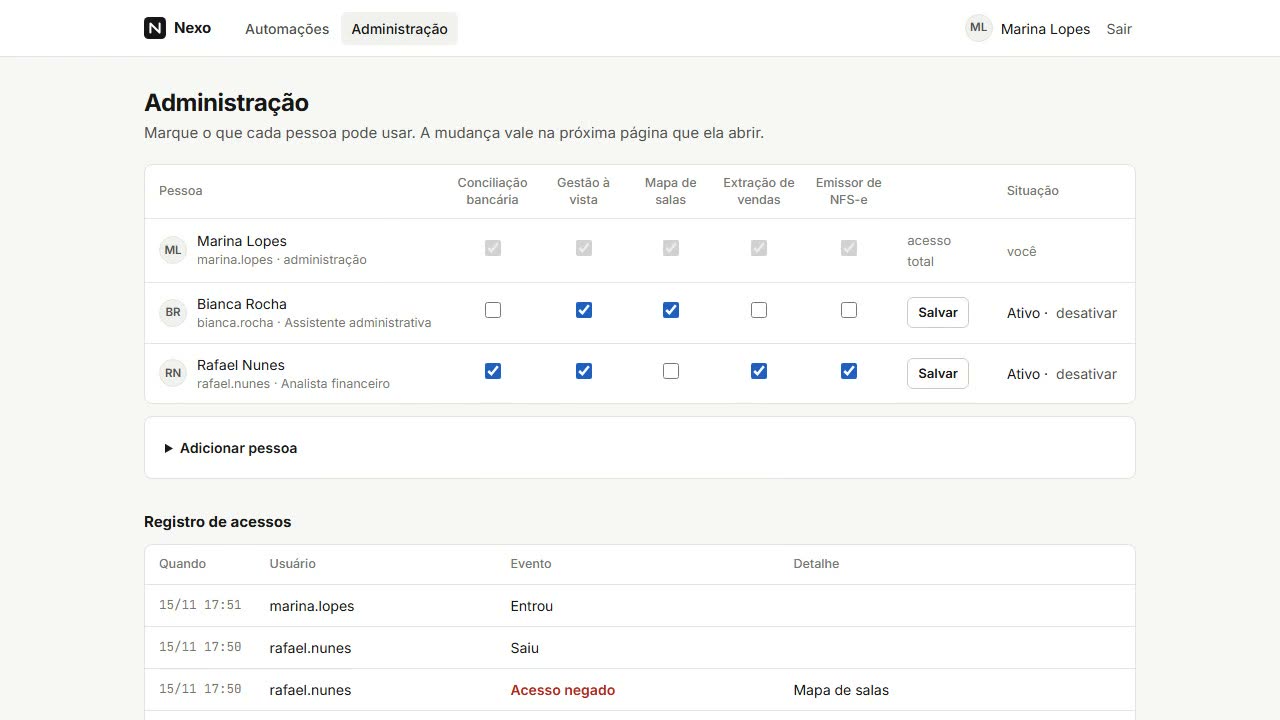 Nexo
Automações
Administração
ML
Marina Lopes
Sair
Administração
Marque o que cada pessoa pode usar. A mudança vale na próxima página que ela abrir.
Pessoa
Conciliação
bancária
Gestão à
vista
Mapa de
salas
Extração de
vendas
Emissor de
NFS-e
Situação
ML
Marina Lopes
marina.lopes · administração
acesso
total
você
BR
Bianca Rocha
bianca.rocha · Assistente administrativa
Salvar
Ativo · desativar
RN
Rafael Nunes
rafael.nunes · Analista financeiro
Salvar
Ativo · desativar
Adicionar pessoa
Registro de acessos
Quando Usuário Evento Detalhe
15/11 17:51 marina.lopes Entrou
15/11 17:50 rafael.nunes Saiu
15/11 17:50 rafael.nunes Acesso negado Mapa de salas